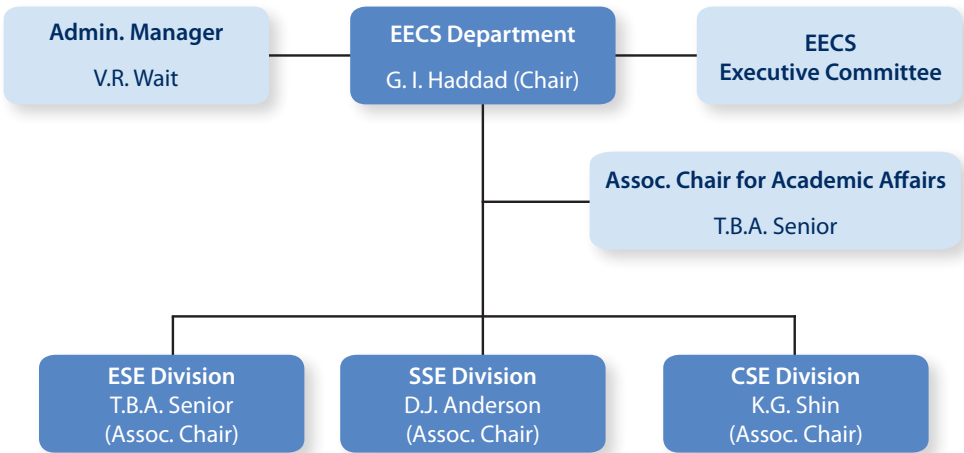 Admin. Manager
V.R. Wait
EECS Department
G. I. Haddad (Chair)
EECS
Executive Committee
Assoc. Chair for Academic Affairs
T.B.A. Senior
ESE Division
T.B.A. Senior
(Assoc. Chair)
SSE Division
D.J. Anderson
(Assoc. Chair)
CSE Division
K.G. Shin
(Assoc. Chair)